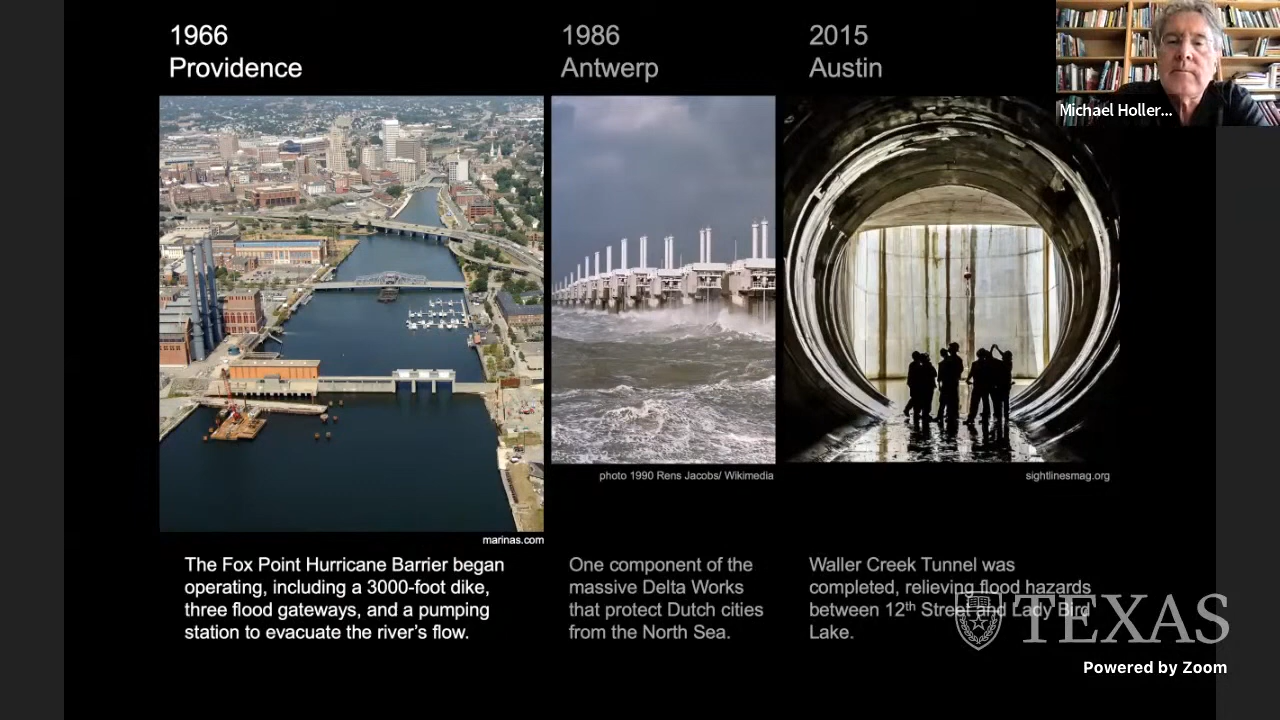 1966
Providence
1986
Antwerp
2015
Austin
Michael Holler...
photo 1990 Rens Jacobs/ Wikimedia
sightlinesmag.org
marinas.com
The Fox Point Hurricane Barrier began
operating, including a 3000-foot dike,
three flood gateways, and a pumping
station to evacuate the river's flow.
One component of the
massive Delta Works
that protect Dutch cities
from the North Sea.
Waller Creek Tunnel was
completed, relieving flood hazards
between 12th Street and Lady Bird
Lake.
TEXAS
Powered by Zoom